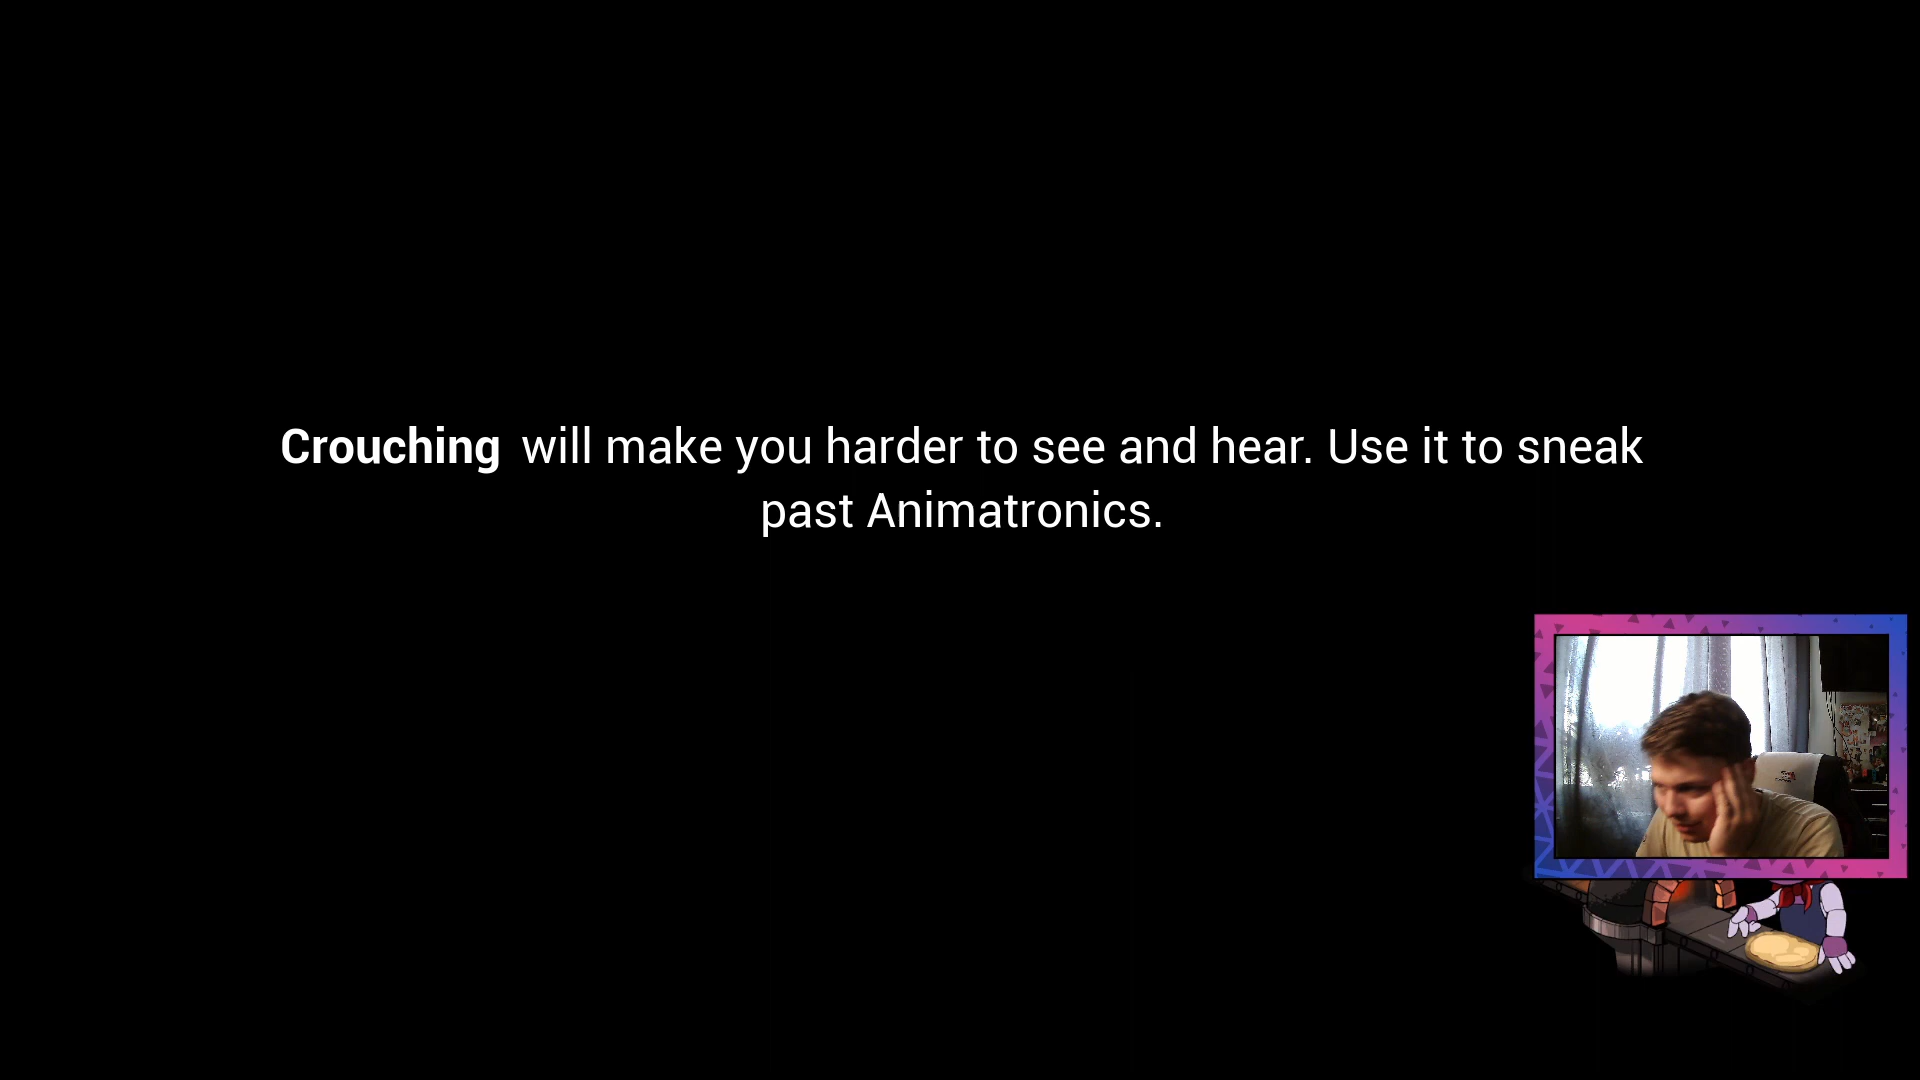 Crouching will make you harder to see and hear. Use it to sneak
past Animatronics.